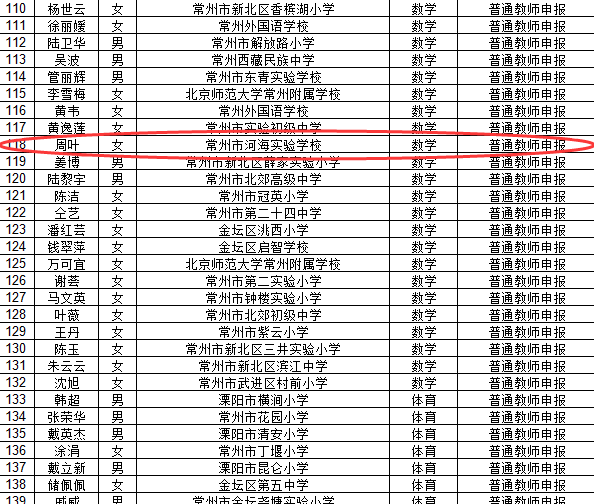 110 杨世云 女 常州市新北区香槟湖小学 数学 普通教师申报
111 徐丽媛 女 常州外国语学校 数学 普通教师申报
112 陆卫华 男 常州市解放路小学 数学 普通教师申报
113 吴波 男 常州西藏民族中学 数学 普通教师申报
114 管丽辉 男 常州市东青实验学校 数学 普通教师申报
115 李雪梅 女 北京师范大学常州附属学校 数学 普通教师申报
116 黄韦 女 常州外国语学校 数学 普通教师申报
117 黄逸莲 女 常州市实验初级中学 数学 普通教师申报
118 周叶 女 常州市河海实验学校 数学 普通教师申报
119 姜博 男 常州市新北区薛家实验小学 数学 普通教师申报
120 陆黎宇 男 常州市北郊高级中学 数学 普通教师申报
121 陈洁 女 常州市冠英小学 数学 普通教师申报
122 仝艺 女 常州市第二十四中学 数学 普通教师申报
123 潘红芸 女 金坛区洮西小学 数学 普通教师申报
124 钱翠萍 女 金坛区启智学校 数学 普通教师申报
125 万可宜 女 北京师范大学常州附属学校 数学 普通教师申报
126 谢荟 女 常州市第二实验小学 数学 普通教师申报
127 马文英 女 常州市钟楼实验小学 数学 普通教师申报
128 叶薇 女 常州市北郊初级中学 数学 普通教师申报
129 王丹 女 常州市紫云小学 数学 普通教师申报
130 陈玉 女 常州市新北区三井实验小学 数学 普通教师申报
131 朱云云 女 常州市新北区滨江中学 数学 普通教师申报
132 沈旭 女 常州市武进区村前小学 数学 普通教师申报
133 韩超 男 溧阳市横涧小学 体育 普通教师申报
134 张荣华 男 常州市花园小学 体育 普通教师申报
135 戴英杰 男 溧阳市清安小学 体育 普通教师申报
136 涂涓 女 常州市丁堰小学 体育 普通教师申报
137 戴立新 男 溧阳市昆仑小学 体育 普通教师申报
138 储佩佩 女 金坛区第五中学 体育 普通教师申报
139 戚威 男 常州市金坛尧塘实验小学 体育 普通教师申报